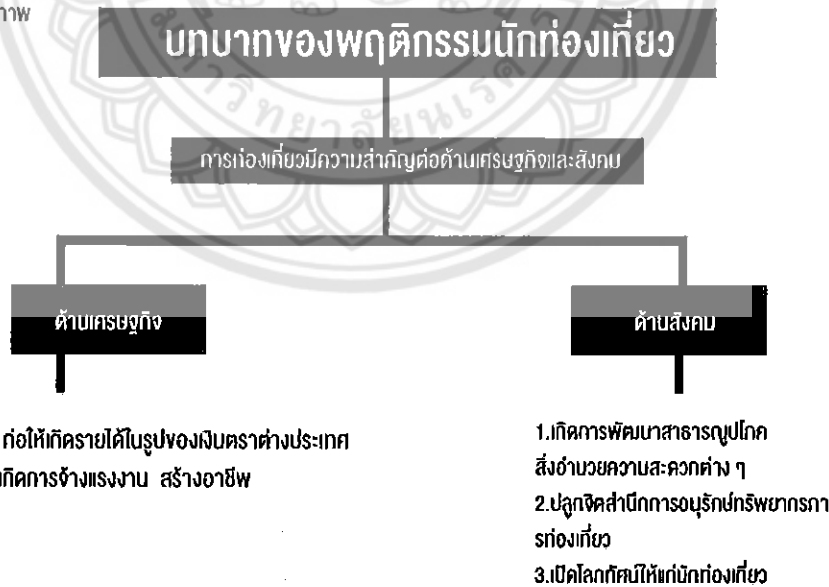 บทบาทของพฤติกรรมนักท่องเที่ยว
การท่องเที่ยวมีความสำคัญต่อด้านเศรษฐกิจและสังคม
ด้านเศรษฐกิจ
ด้านสังคม
ก่อให้เกิดรายได้ในรูปของเงินตราต่างประเทศ
เกิดการจ้างแรงงาน สร้างอาชีพ
1.เกิดการพัฒนาสาธารณูปโภค
สิ่งอำนวยความสะดวกต่าง ๆ
2.ปลูกจิตสำนึกการอนุรักษ์ทรัพยากรกา
รท่องเที่ยว
3.เปิดโลกทัศน์ให้แก่นักท่องเที่ยว